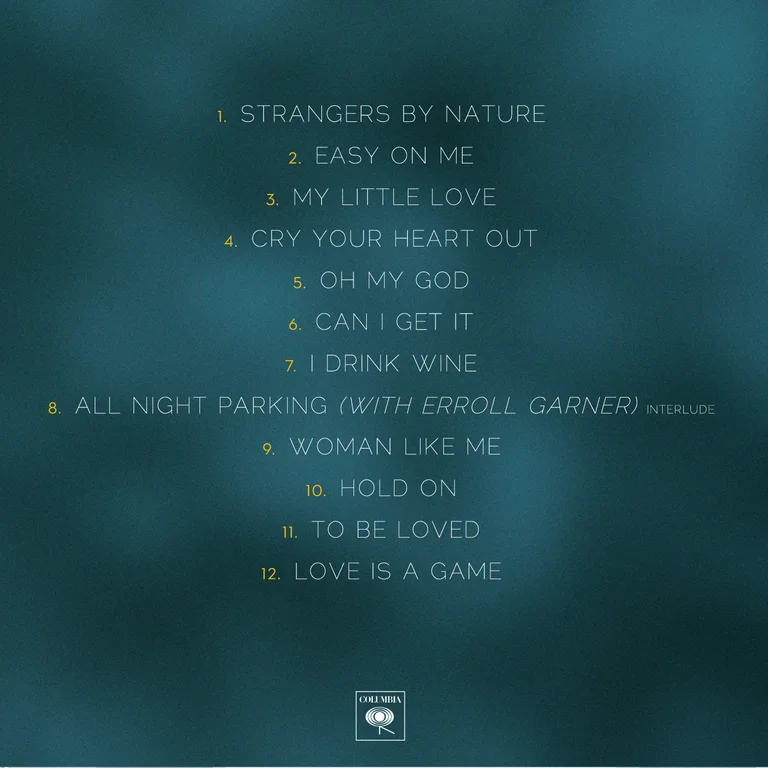 1. STRANGERS BY NATURE
2. EASY ON ME
3. MY LITTLE LOVE
4. CRY YOUR HEART OUT
5. OH MY GOD
6. CAN I GET IT
7. I DRINK WINE
8. ALL NIGHT PARKING (WITH ERROLL GARNER) INTERLUDE
9. WOMAN LIKE ME
10. HOLD ON
11. TO BE LOVED
12. LOVE IS A GAME
COLUMBIA